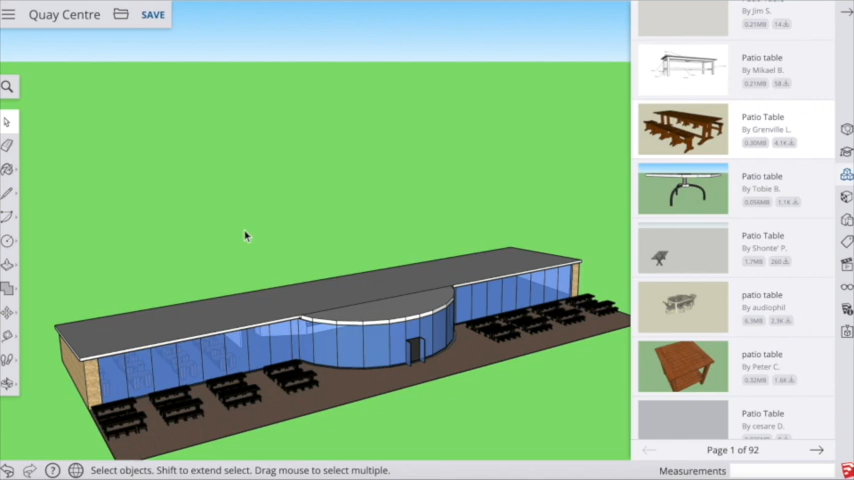 Quay Centre
SAVE
By Jim S.
0.21MB 14
Patio table
By Mikael B.
0.21MB 58
Patio Table
By Grenville L.
0.30MB 4.1K
Patio table
By Tobie B.
0.056MB 1.1K
Patio Table
By Shonte' P.
1.7MB 260
patio table
By audiophil
6.3MB 2.3K
patio table
By Peter C.
0.32MB 1.6K
Patio Table
By cesare D.
Page 1 of 92
Select objects. Shift to extend select. Drag mouse to select multiple.
Measurements